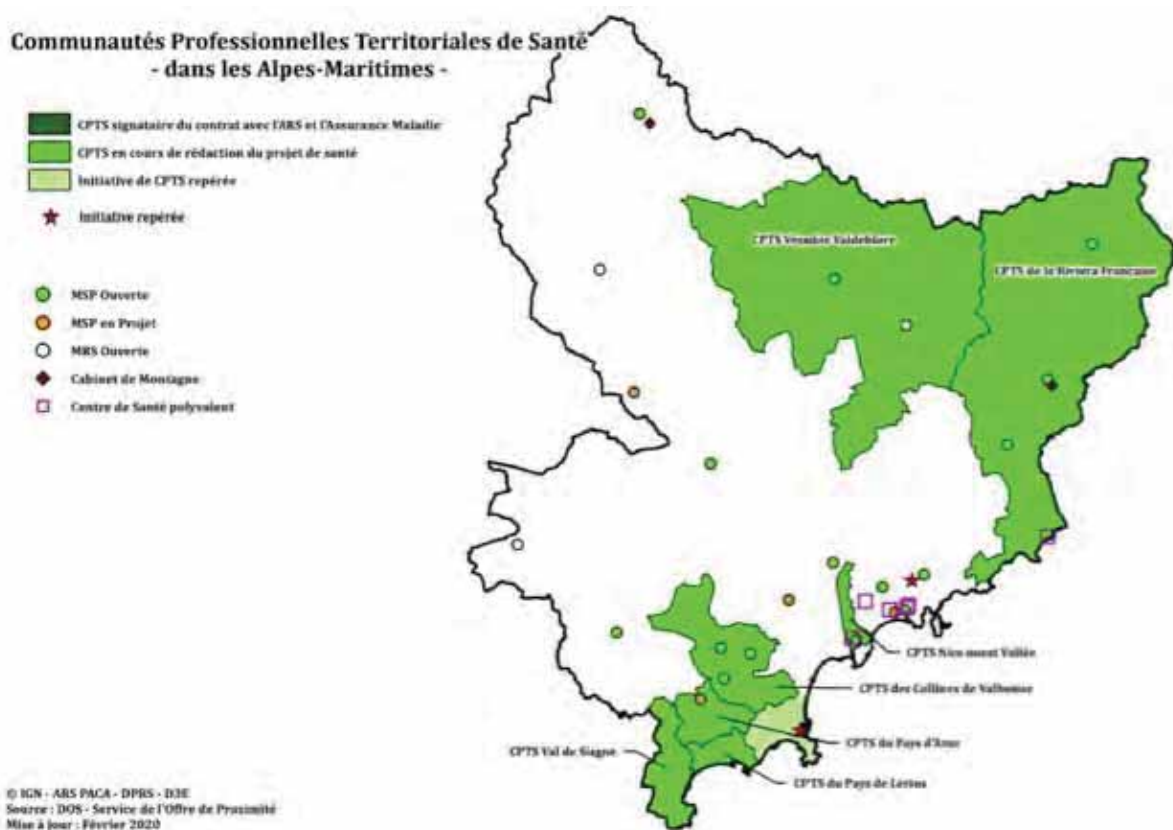 Communautés Professionnelles Territoriales de Santé
- dans les Alpes-Maritimes -
CPTS signataire du contrat avec l'ARS et l'Assurance Maladie
CPTS en cours de rédaction du projet de santé
Initiative de CPTS repérée
Initiative repérée
MSP Ouverte
MSP en Projet
MRS Ouverte
Cabinet de Montagne
Centre de Santé polyvalent
CPTS Vésubie Valdeblore
CPTS de la Riviera Française
CPTS Nice ouest Vallée
CPTS des Collines de Valbonne
CPTS du Pays d'Azur
CPTS Val de Siagne
CPTS du Pays de Lérins
© IGN - ARS PACA - DPRS - D3E
Source : DOS - Service de l'Offre de Proximité
Mise à jour : Février 2020